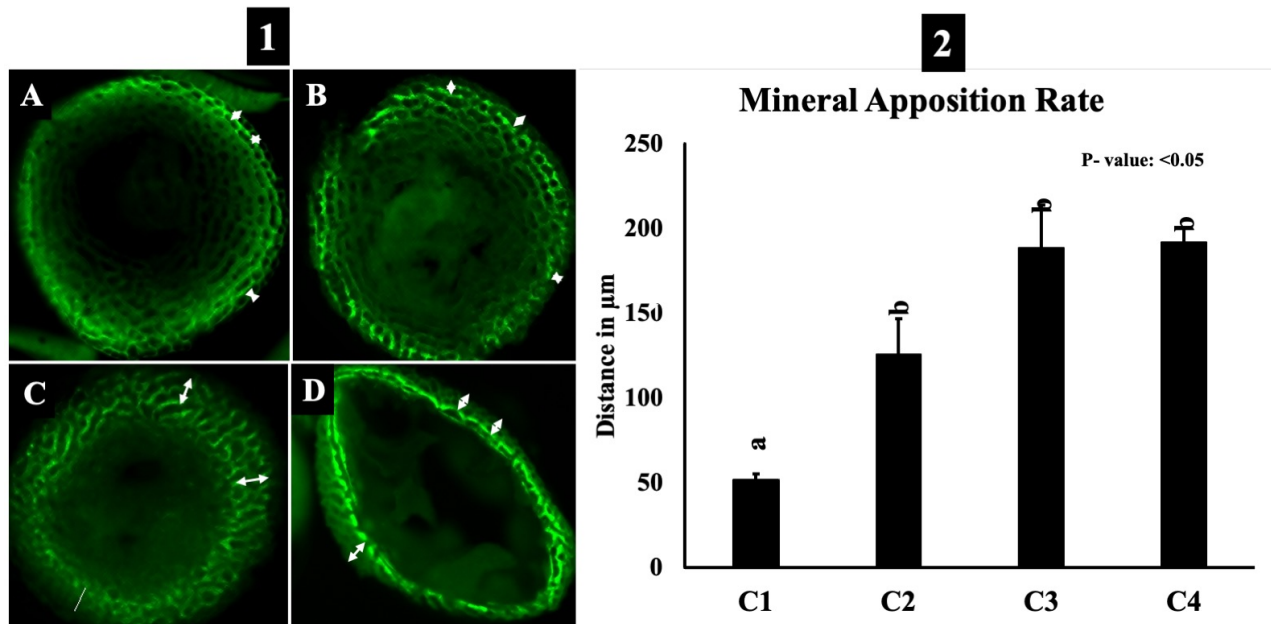 1
A
B
C
D
2
Mineral Apposition Rate
P- value: <0.05
Distance in µm
250
200
150
100
50
0
a
b
b
C1
C2
C3
C4